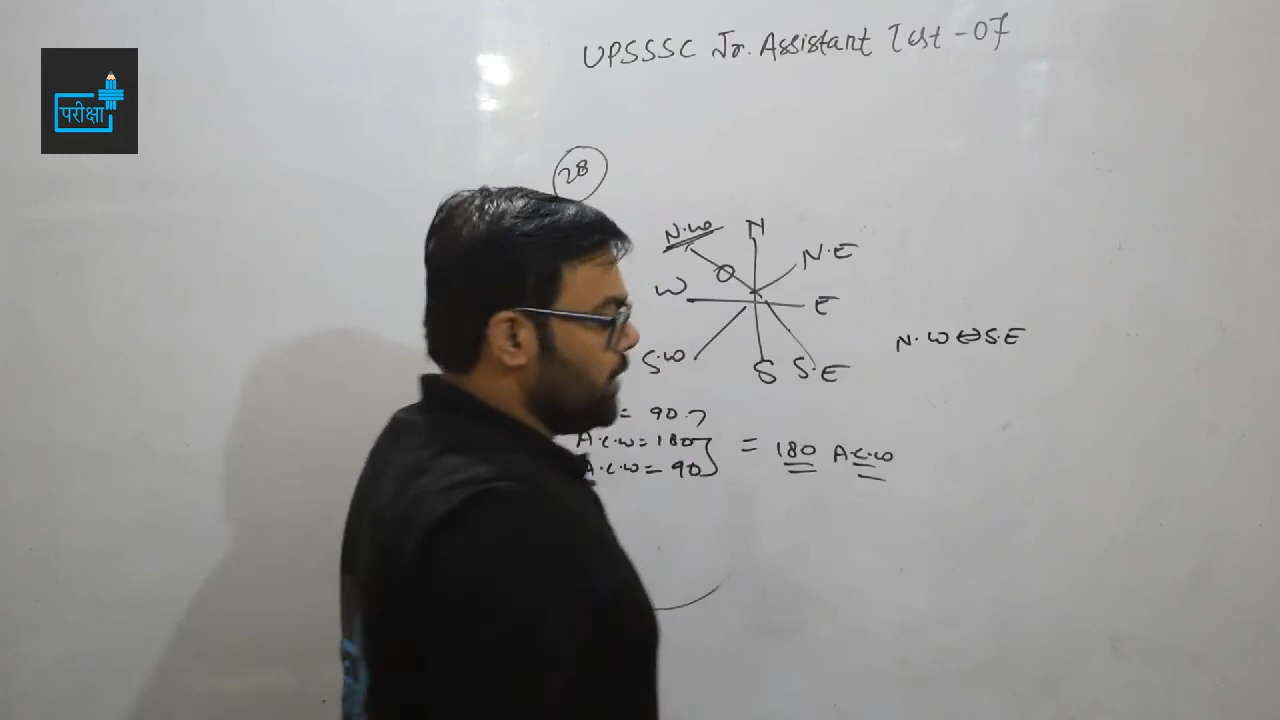 UPSSSC Jr. Assistant Test - 07
परीक्षा
28
N.W N N.E
W E
N.W ⇔ S.E
S.W S S.E
= 90
A.C.W = 180
= 180 A.C.W
A.C.W = 90